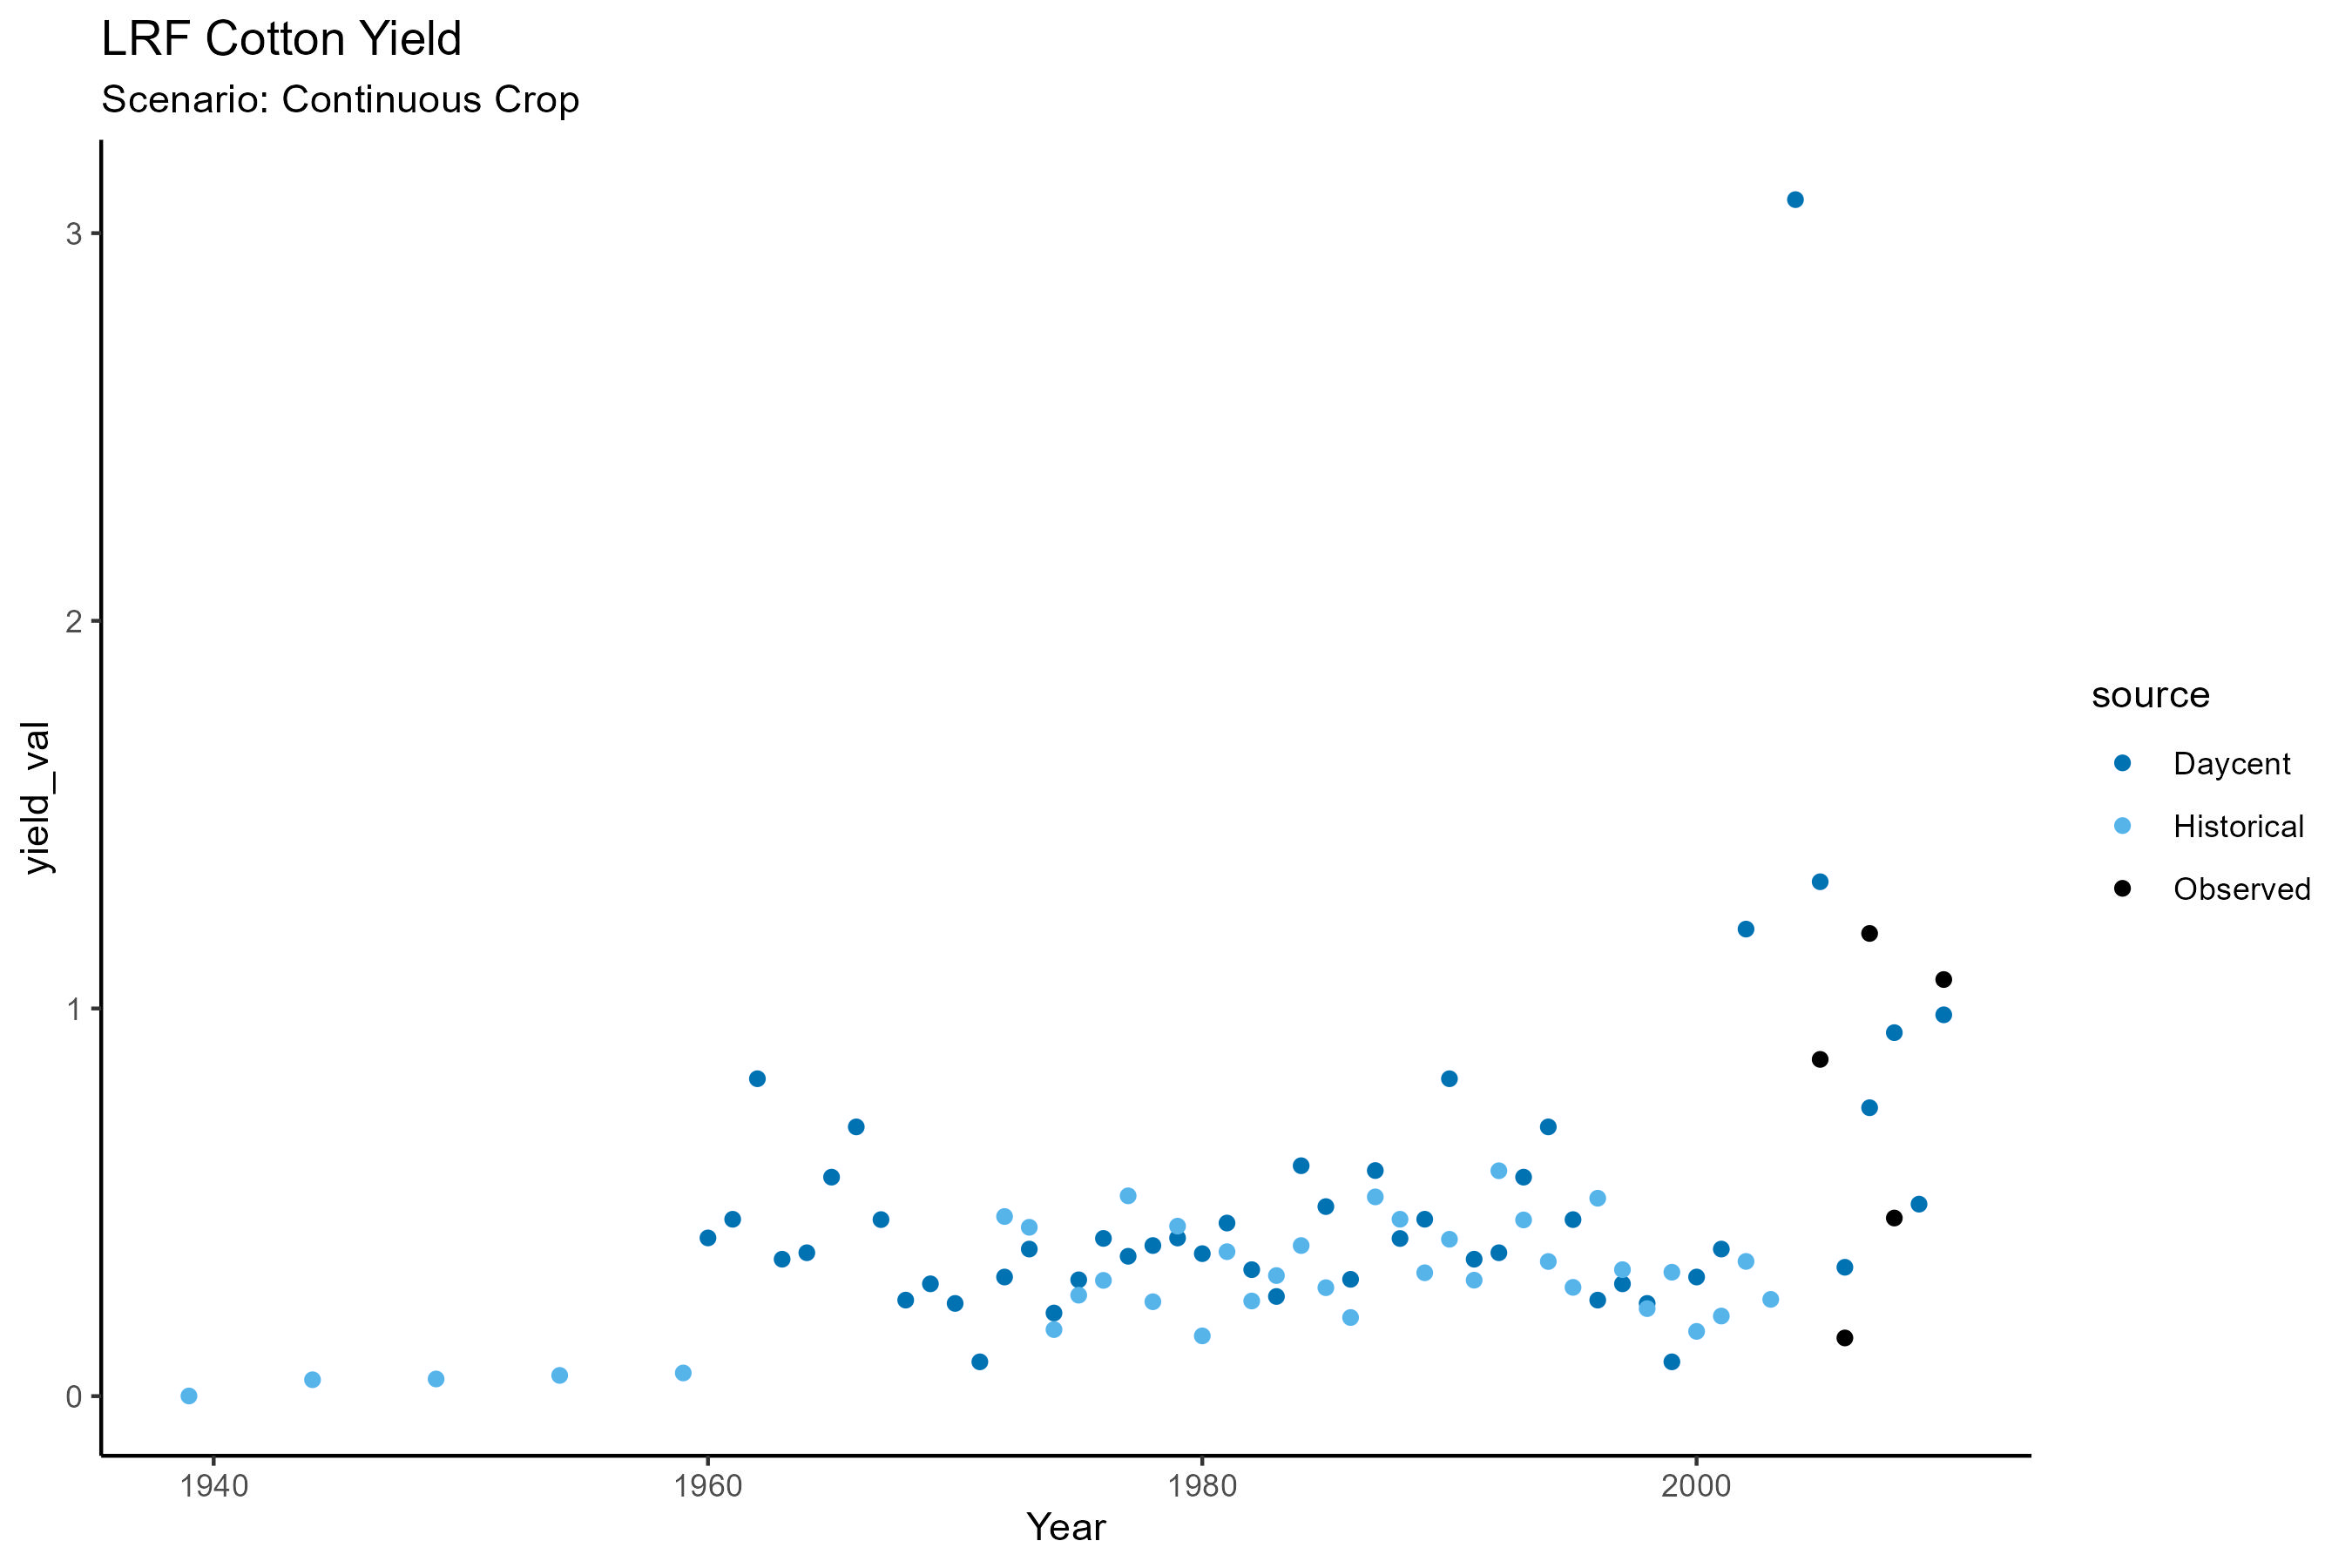 LRF Cotton Yield
Scenario: Continuous Crop
3
2
1
0
yield_val
1940
1960
1980
2000
Year
source
Daycent
Historical
Observed